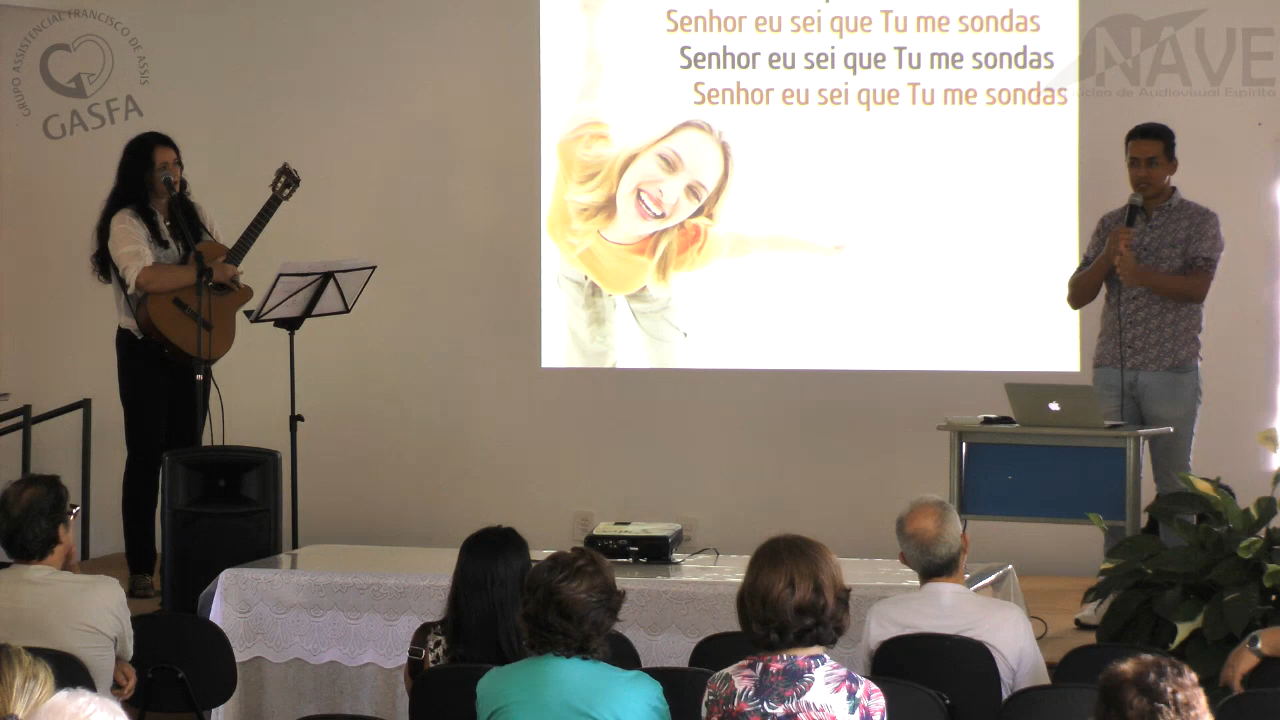 GRUPO ASSISTENCIAL FRANCISCO DE ASSIS
GASFA
Senhor eu sei que Tu me sondas
Senhor eu sei que Tu me sondas
Senhor eu sei que Tu me sondas
NAVE
de Audiovisual Espírita